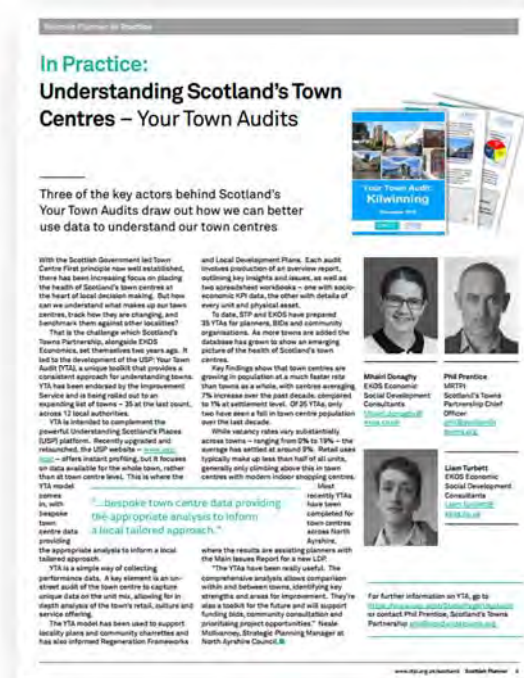 Scottish Planner In Practice
In Practice:
Understanding Scotland's Town
Centres – Your Town Audits
Three of the key actors behind Scotland's
Your Town Audits draw out how we can better
use data to understand our town centres
Your Town Audit:
Kilwinning
With the Scottish Government led Town
Centre First principle now well established,
there has been increasing focus on placing
the health of Scotland's town centres at
the heart of local decision making. But how
can we understand what makes up our town
centres, track how they are changing, and
benchmark them against other localities?
That is the challenge which Scotland's
Towns Partnership, alongside EKOS
Economics, set themselves two years ago. It
led to the development of the USP: Your Town
Audit (YTA), a unique toolkit that provides a
consistent approach for understanding towns.
YTA has been endorsed by the Improvement
Service and is being rolled out to an
expanding list of towns – 35 at the last count,
across 12 local authorities.
YTA is intended to complement the
powerful Understanding Scotland's Places
(USP) platform. Recently upgraded and
relaunched, the USP website –
– offers instant profiling, but it focuses
on data available for the whole town, rather
than at town centre level. This is where the
YTA model
comes
in, with
bespoke
town
centre data
providing
the appropriate analysis to inform a local
tailored approach.
YTA is a simple way of collecting
performance data. A key element is an on-
street audit of the town centre to capture
unique data on the unit mix, allowing for in
depth analysis of the town's retail, culture and
service offering.
The YTA model has been used to support
locality plans and community charrettes and
has also informed Regeneration Frameworks
"...bespoke town centre data providing
the appropriate analysis to inform
a local tailored approach."
and Local Development Plans. Each audit
involves production of an overview report,
outlining key insights and issues, as well as
two spreadsheet workbooks – one with socio-
economic KPI data, the other with details of
every unit and physical asset.
To date, STP and EKOS have prepared
35 YTAs for planners, BIDs and community
organisations. As more towns are added the
database has grown to show an emerging
picture of the health of Scotland's town
centres.
Key findings show that town centres are
growing in population at a much faster rate
than towns as a whole, with centres averaging
7% increase over the past decade, compared
to 1% at settlement level. Of 25 YTAs, only
two have seen a fall in town centre population
over the last decade.
While vacancy rates vary substantially
across towns – ranging from 0% to 19% – the
average has settled at around 9%. Retail uses
typically make up less than half of all units,
generally only climbing above this in town
centres with modern indoor shopping centres.
Most
recently YTAs
have been
completed for
town centres
across North
Ayrshire,
where the results are assisting planners with
the Main Issues Report for a new LDP.
"The YTAs have been really useful. The
comprehensive analysis allows comparison
within and between towns, identifying key
strengths and areas for improvement. They're
also a toolkit for the future and will support
funding bids, community consultation and
prioritising project opportunities." Neale
McIlvanney, Strategic Planning Manager at
North Ayrshire Council.
Mhairi Donaghy
EKOS Economic
Social Development
Consultants
Phil Prentice
MRTPI
Scotland's Towns
Partnership Chief
Officer
Liam Turbett
EKOS Economic
Social Development
Consultants
For further information on YTA, go to
or contact Phil Prentice, Scotland's Towns
Partnership
www.rtpi.org.uk/scotland Scottish Planner